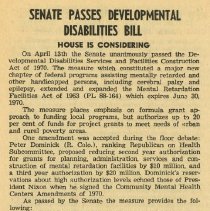 SENATE PASSES DEVELOPMENTAL
DISABILITIES BILL
HOUSE IS CONSIDERING
On April 13th the Senate unanimously passed the De-
velopmental Disabilities Services and Facilities Construction
Act of 1970. The measure which constituted a major new
chapter of federal programs assisting mentally retarded and
other handicapped persons, including cerebral palsy and
epilepsy, extended and expanded the Mental Retardation
Facilities Act of 1963 (PL 88-164) which expire June 30,
1970.
The measure places emphasis on formula grant ap-
proach to funding local programs, but authorizes up to 20
per cent of funds for project grants to meet needs of urban
and rural poverty areas.
One amendment was accepted during the floor debate:
Peter Dominick (R. Colo.), ranking Republican on Health
Subcommittee, proposed reducing second year authorization
for grants for planning, administration, services and con-
struction of mental retardation facilities by $20 million, and
a third year authorization by $20 million. Dominick's reser-
vations about high authorization levels echoed those of Pres-
ident Nixon when he signed the Community Mental Health
Centers Amendments of 1970.
As passed by the Senate the measure provides the fol-
lowing: